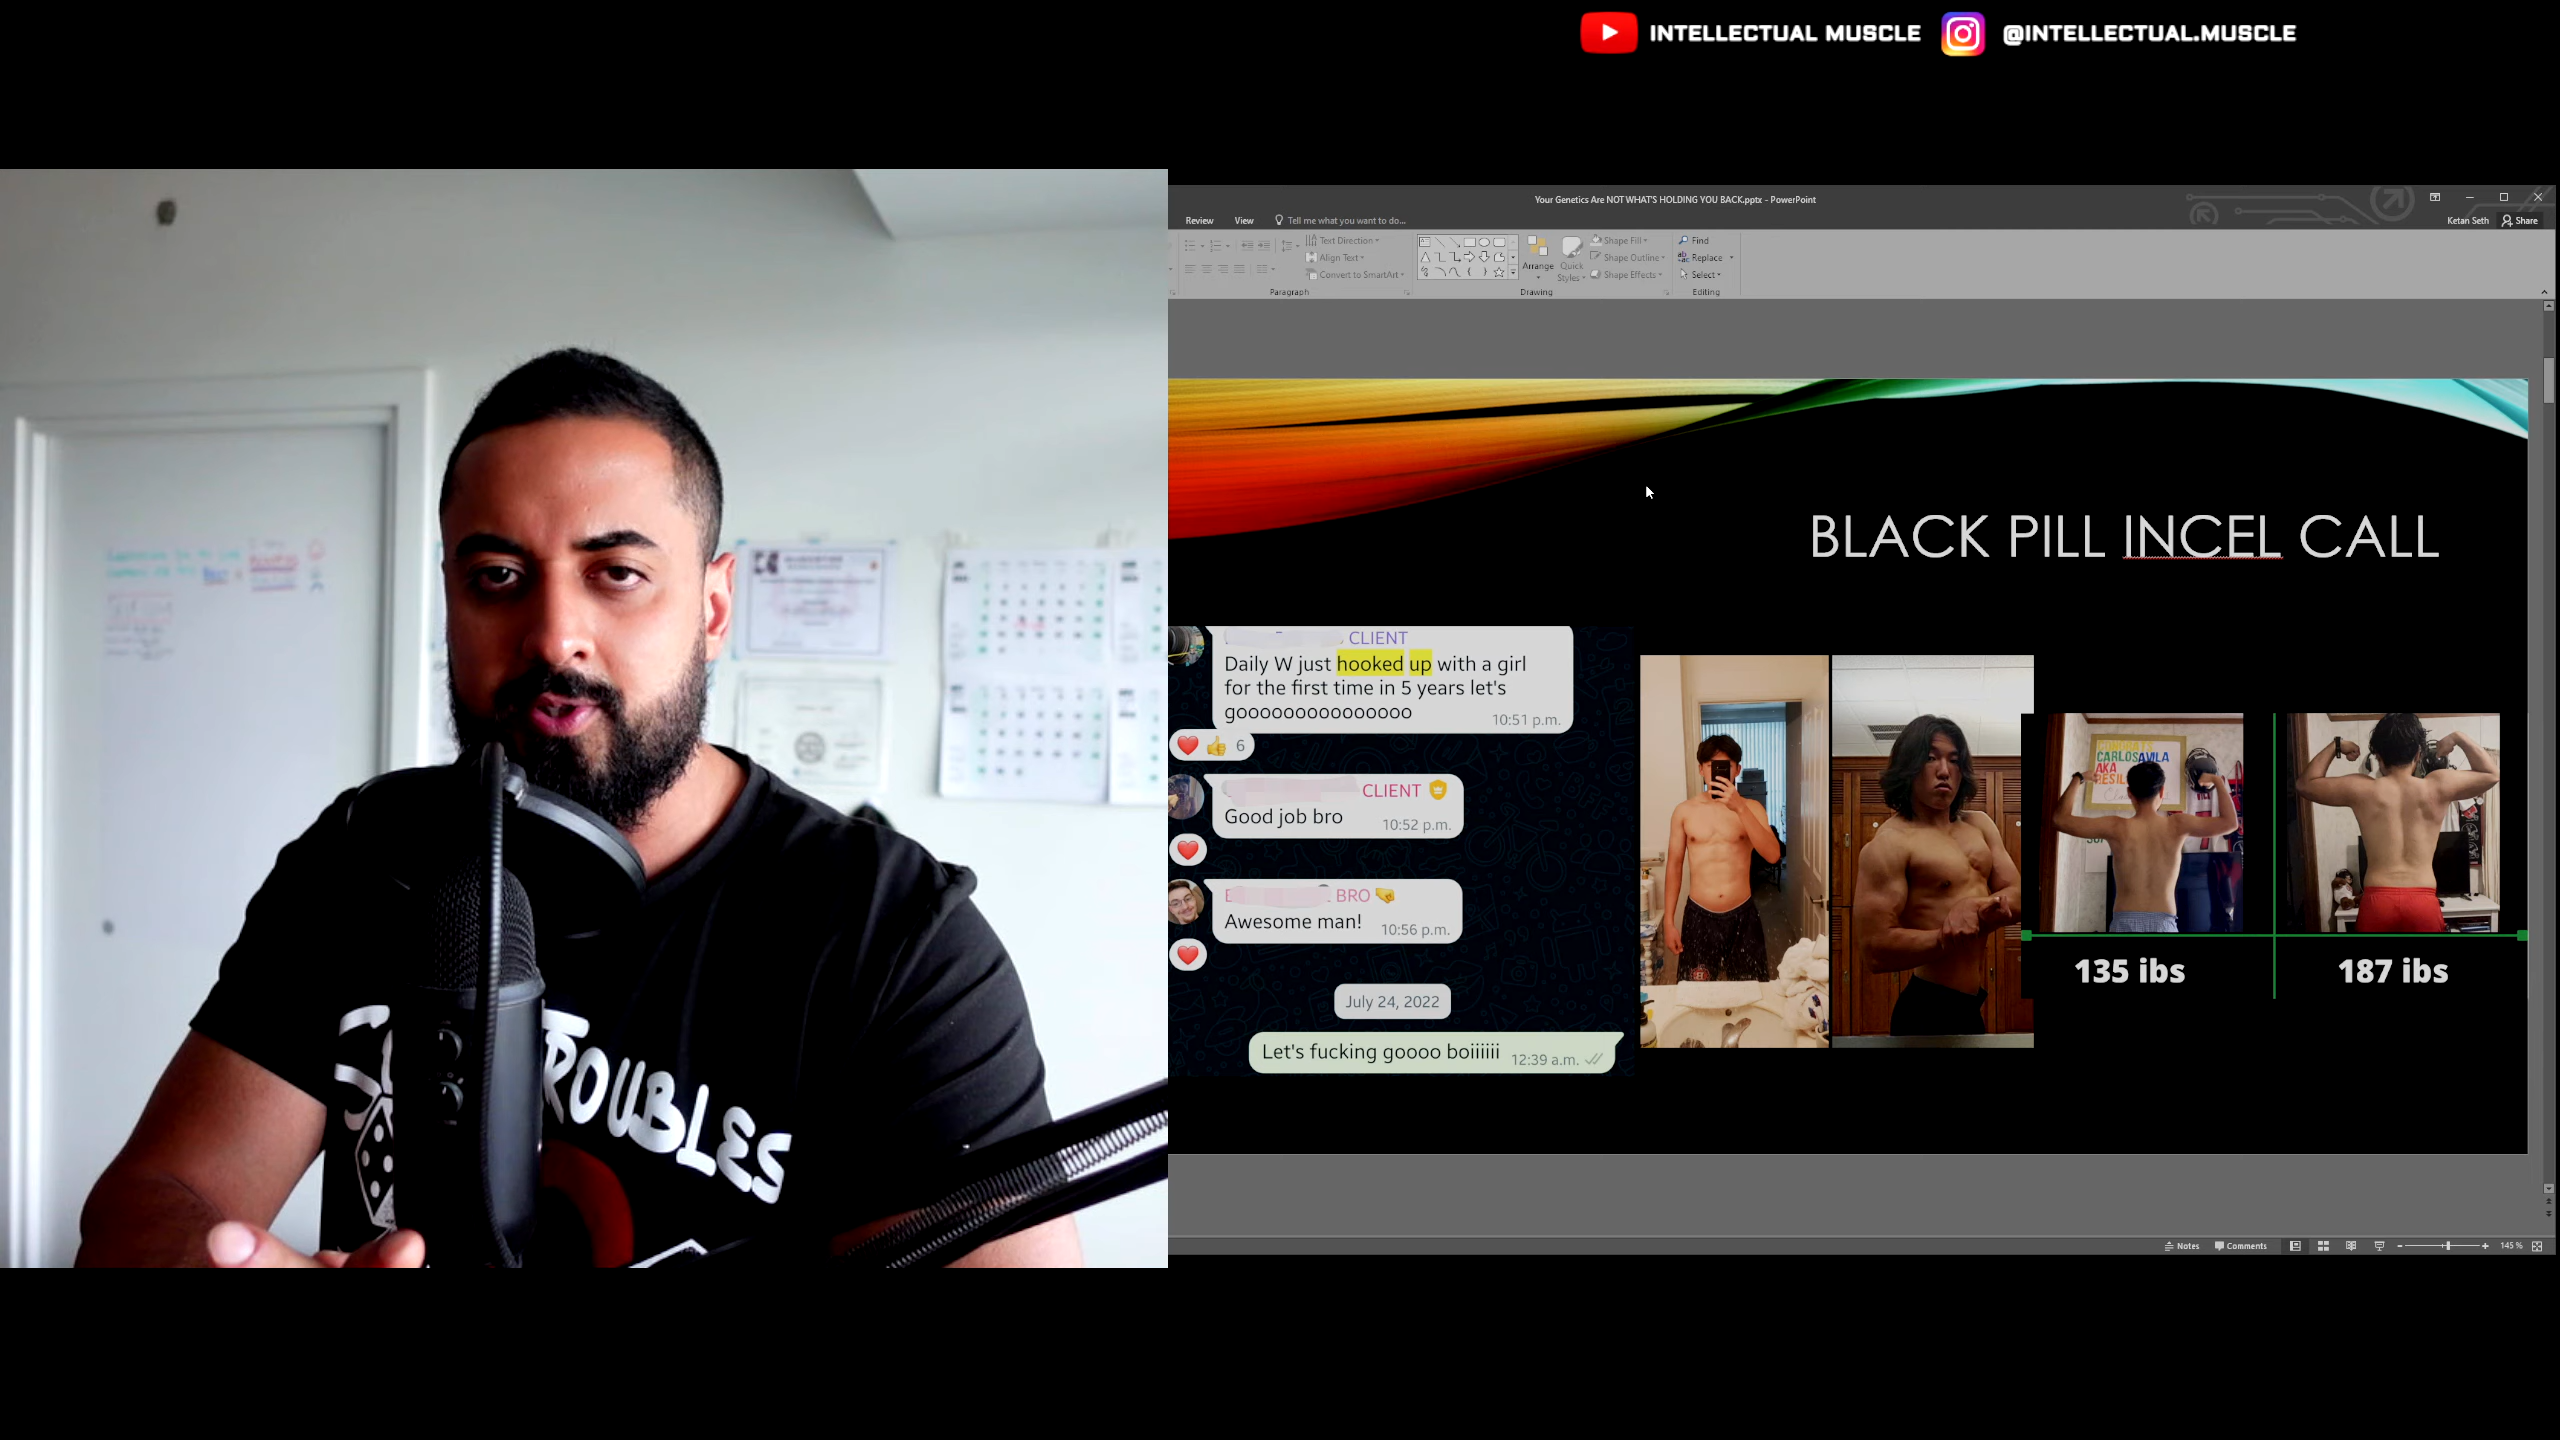 INTELLECTUAL MUSCLE @INTELLECTUAL.MUSCLE
Your Genetics Are NOT WHAT'S HOLDING YOU BACK.pptx - PowerPoint
Review View Tell me what you want to do...
Ketan Seth Share
Text Direction
Align Text
Convert to SmartArt
Paragraph
Arrange
Quick
Styles
Shape Fill
Shape Outline
Shape Effects
Drawing
Find
Replace
Select
Editing
BLACK PILL INCEL CALL
CLIENT
Daily W just hooked up with a girl
for the first time in 5 years let's
gooooooooooooooo
10:51 p.m.
6
CLIENT
Good job bro
10:52 p.m.
BRO
Awesome man!
10:56 p.m.
July 24, 2022
Let's fucking goooo boiiiiii
12:39 a.m.
CARLOS AVILA
AKA
135 ibs
187 ibs
TROUBLES
Notes Comments 145 %